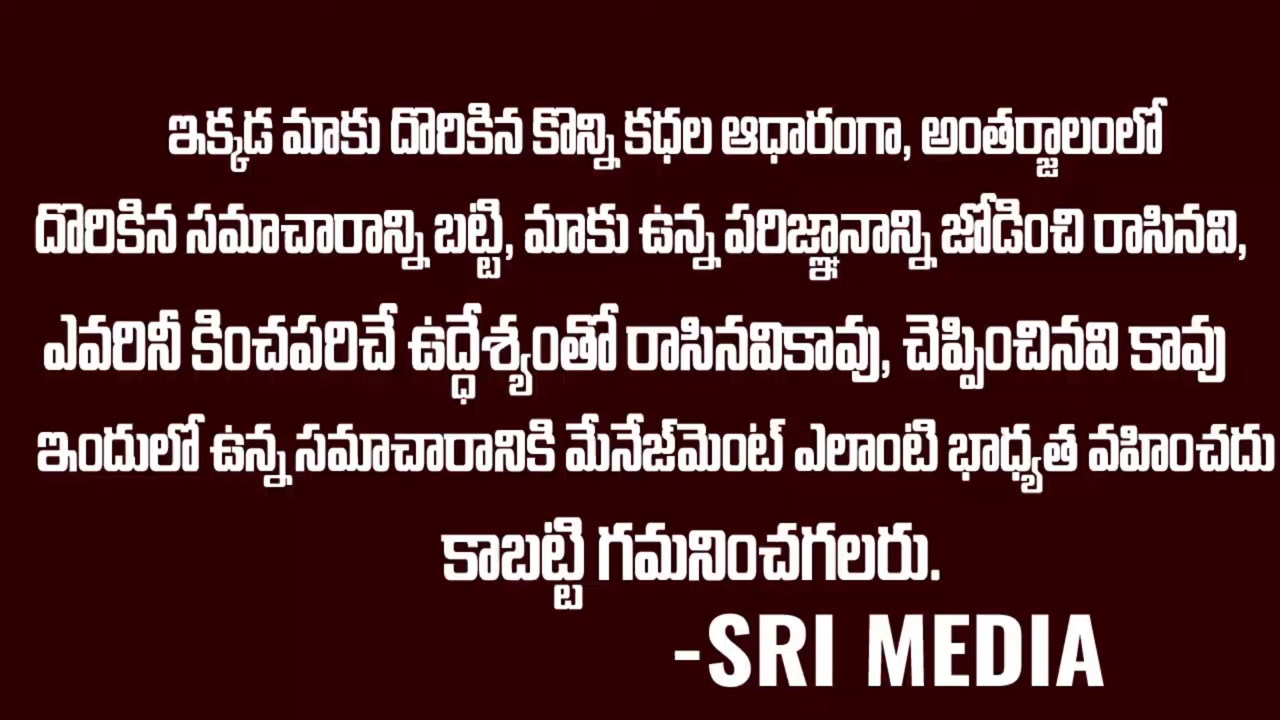 ఇక్కడ మాకు దొరికిన కొన్ని కధల ఆధారంగా, అంతర్జాలంలో
దొరికిన సమాచారాన్ని బట్టి, మాకు ఉన్న పరిజ్ఞానాన్ని జోడించి రాసినవి,
ఎవరినీ కించపరిచే ఉద్ధేశ్యంతో రాసినవికావు, చెప్పించినవి కావు
ఇందులో ఉన్న సమాచారానికి మేనేజ్‌మెంట్ ఎలాంటి భాధ్యత వహించదు
కాబట్టి గమనించగలరు.
-SRI MEDIA